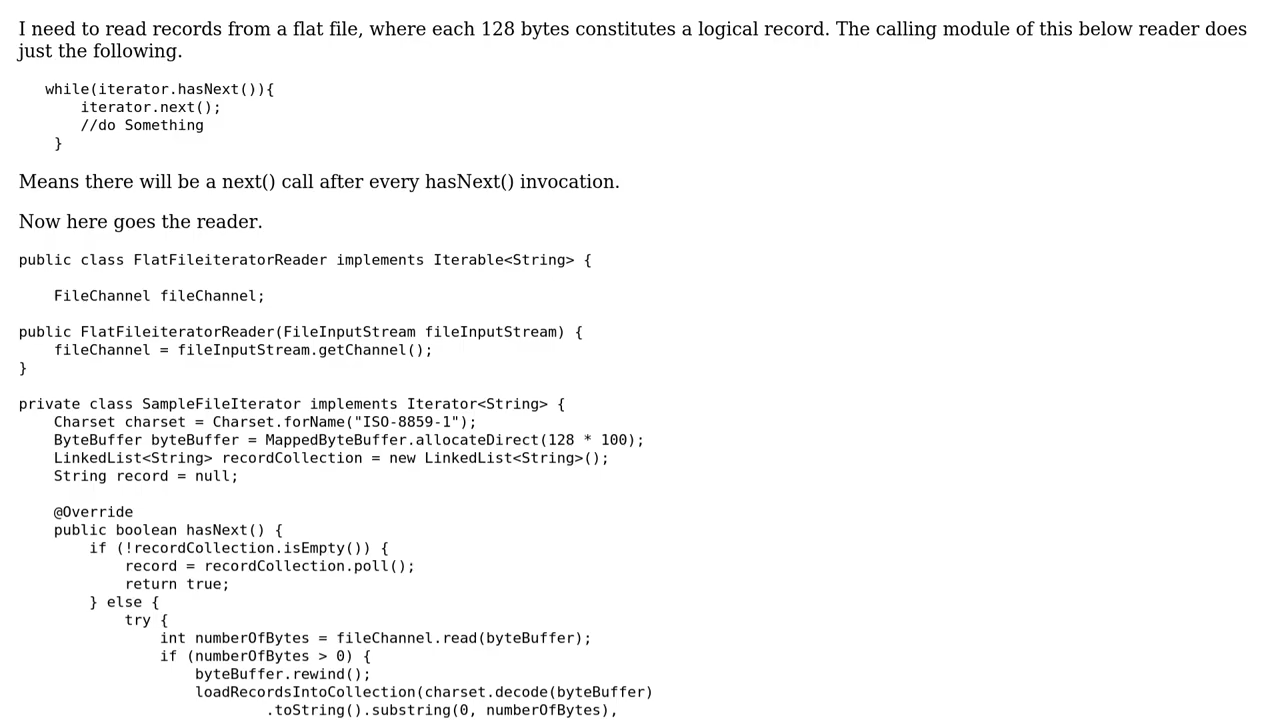 I need to read records from a flat file, where each 128 bytes constitutes a logical record. The calling module of this below reader does
just the following.
while(iterator.hasNext()){
iterator.next();
//do Something
}
Means there will be a next() call after every hasNext() invocation.
Now here goes the reader.
public class FlatFileiteratorReader implements Iterable<String> {
FileChannel fileChannel;
public FlatFileiteratorReader(FileInputStream fileInputStream) {
fileChannel = fileInputStream.getChannel();
}
private class SampleFileIterator implements Iterator<String> {
Charset charset = Charset.forName("ISO-8859-1");
ByteBuffer byteBuffer = MappedByteBuffer.allocateDirect(128 * 100);
LinkedList<String> recordCollection = new LinkedList<String>();
String record = null;
@Override
public boolean hasNext() {
if (!recordCollection.isEmpty()) {
record = recordCollection.poll();
return true;
} else {
try {
int numberOfBytes = fileChannel.read(byteBuffer);
if (numberOfBytes > 0) {
byteBuffer.rewind();
loadRecordsIntoCollection(charset.decode(byteBuffer)
.toString().substring(0, numberOfBytes),